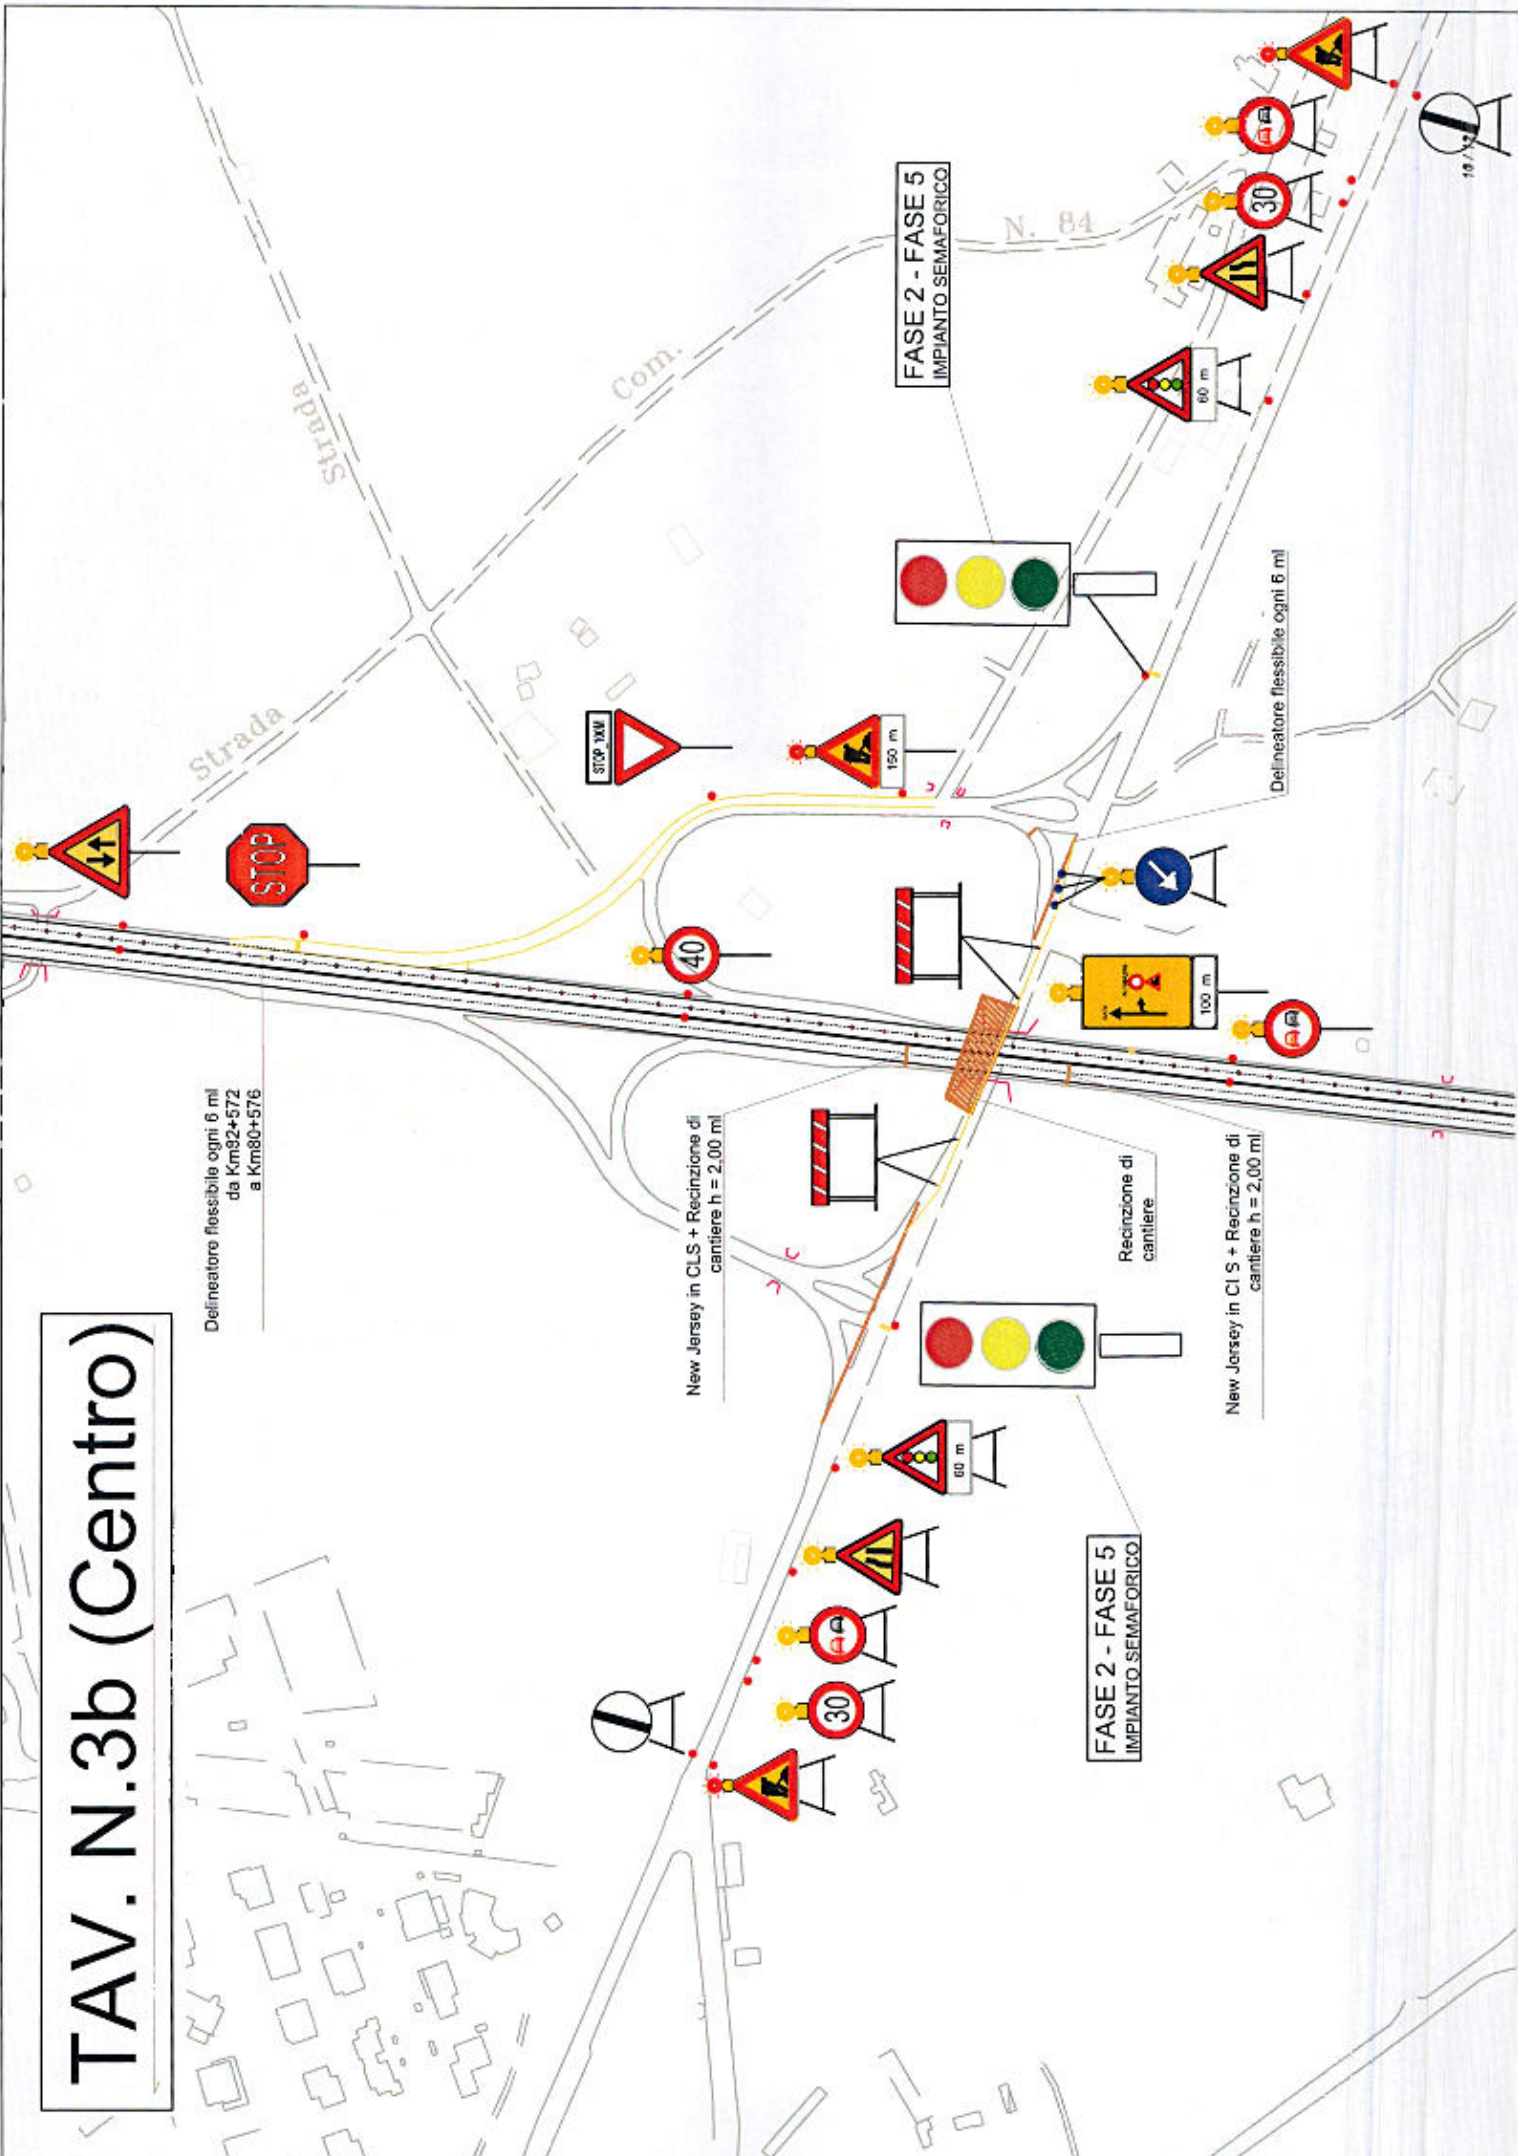 TAV. N.3b (Centro)
Delineatore flessibile ogni 6 ml
da Km82+572
a Km80+576
STOP
Strada
Strada
Com.
N. 84
STOP 100M
150 m
40
FASE 2 - FASE 5
IMPIANTO SEMAFORICO
60 m
30
Delineatore flessibile ogni 6 ml
100 m
New Jersey in CLS + Recinzione di
cantiere h = 2,00 ml
Recinzione di
cantiere
New Jersey in CLS + Recinzione di
cantiere h = 2,00 ml
60 m
30
FASE 2 - FASE 5
IMPIANTO SEMAFORICO